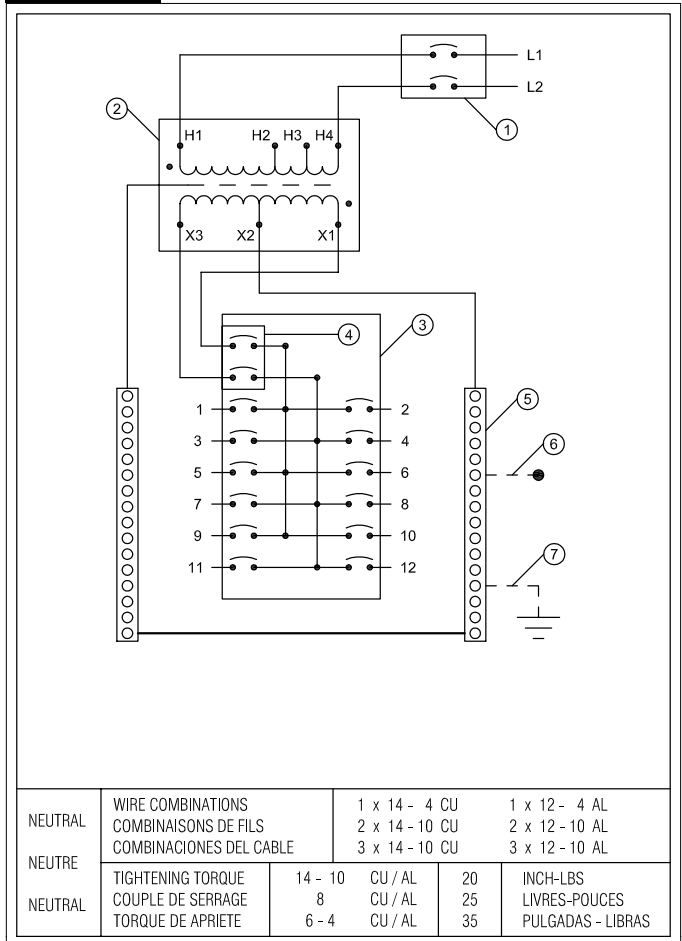 L1
L2
1
2
H1 H2 H3 H4
X3 X2 X1
3
4
1 2
3 4
5 6
7 8
9 10
11 12
5
6
7
NEUTRAL
NEUTRE
NEUTRAL
WIRE COMBINATIONS 1 x 14 - 4 CU 1 x 12 - 4 AL
COMBINAISONS DE FILS 2 x 14 - 10 CU 2 x 12 - 10 AL
COMBINACIONES DEL CABLE 3 x 14 - 10 CU 3 x 12 - 10 AL
TIGHTENING TORQUE 14 - 10 CU / AL 20 INCH-LBS
COUPLE DE SERRAGE 8 CU / AL 25 LIVRES-POUCES
TORQUE DE APRIETE 6 - 4 CU / AL 35 PULGADAS - LIBRAS